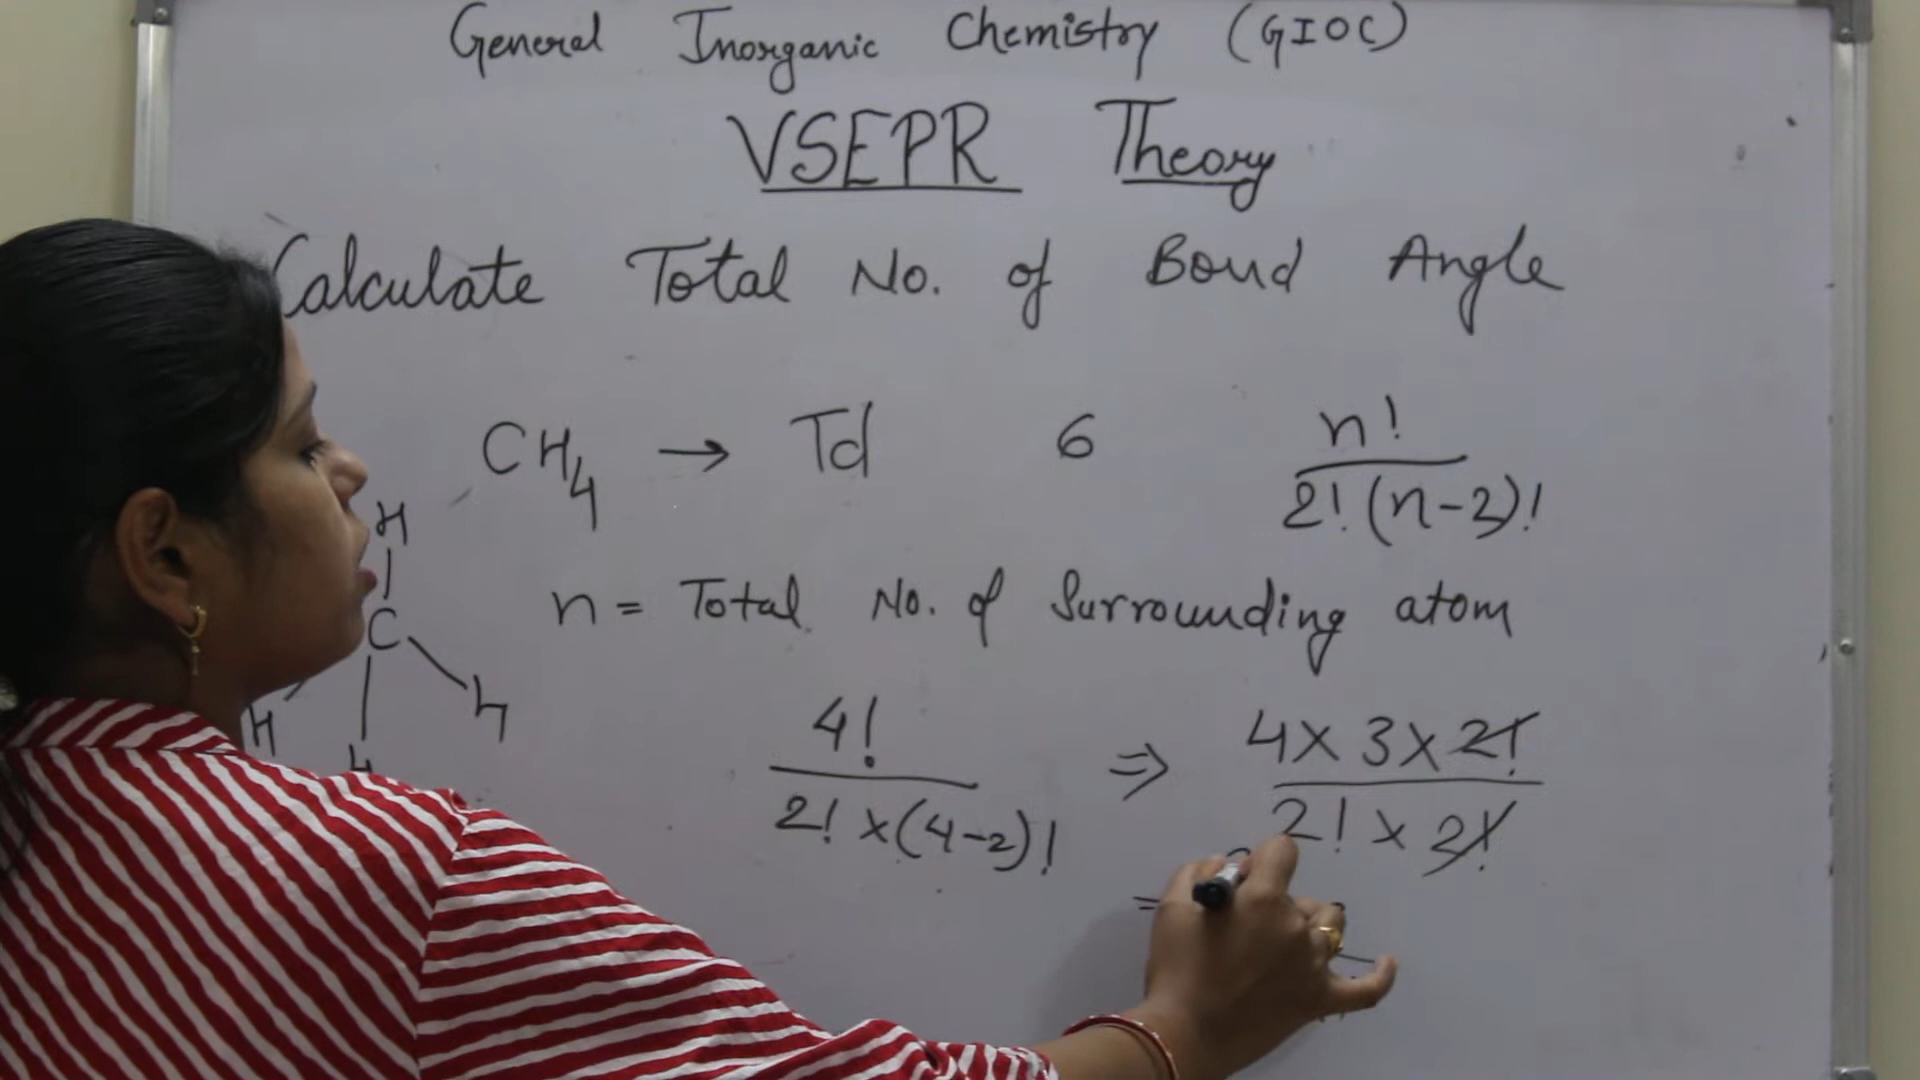 General Inorganic Chemistry (GIOC)
VSEPR Theory
Calculate Total No. of Bond Angle
CH4 → Td 6 n! / 2!(n-2)!
H
n = Total No. of Surrounding atom
C
H H
H
4! / 2! x (4-2)! ⇒ 4 x 3 x 2! / 2! x 2!
=